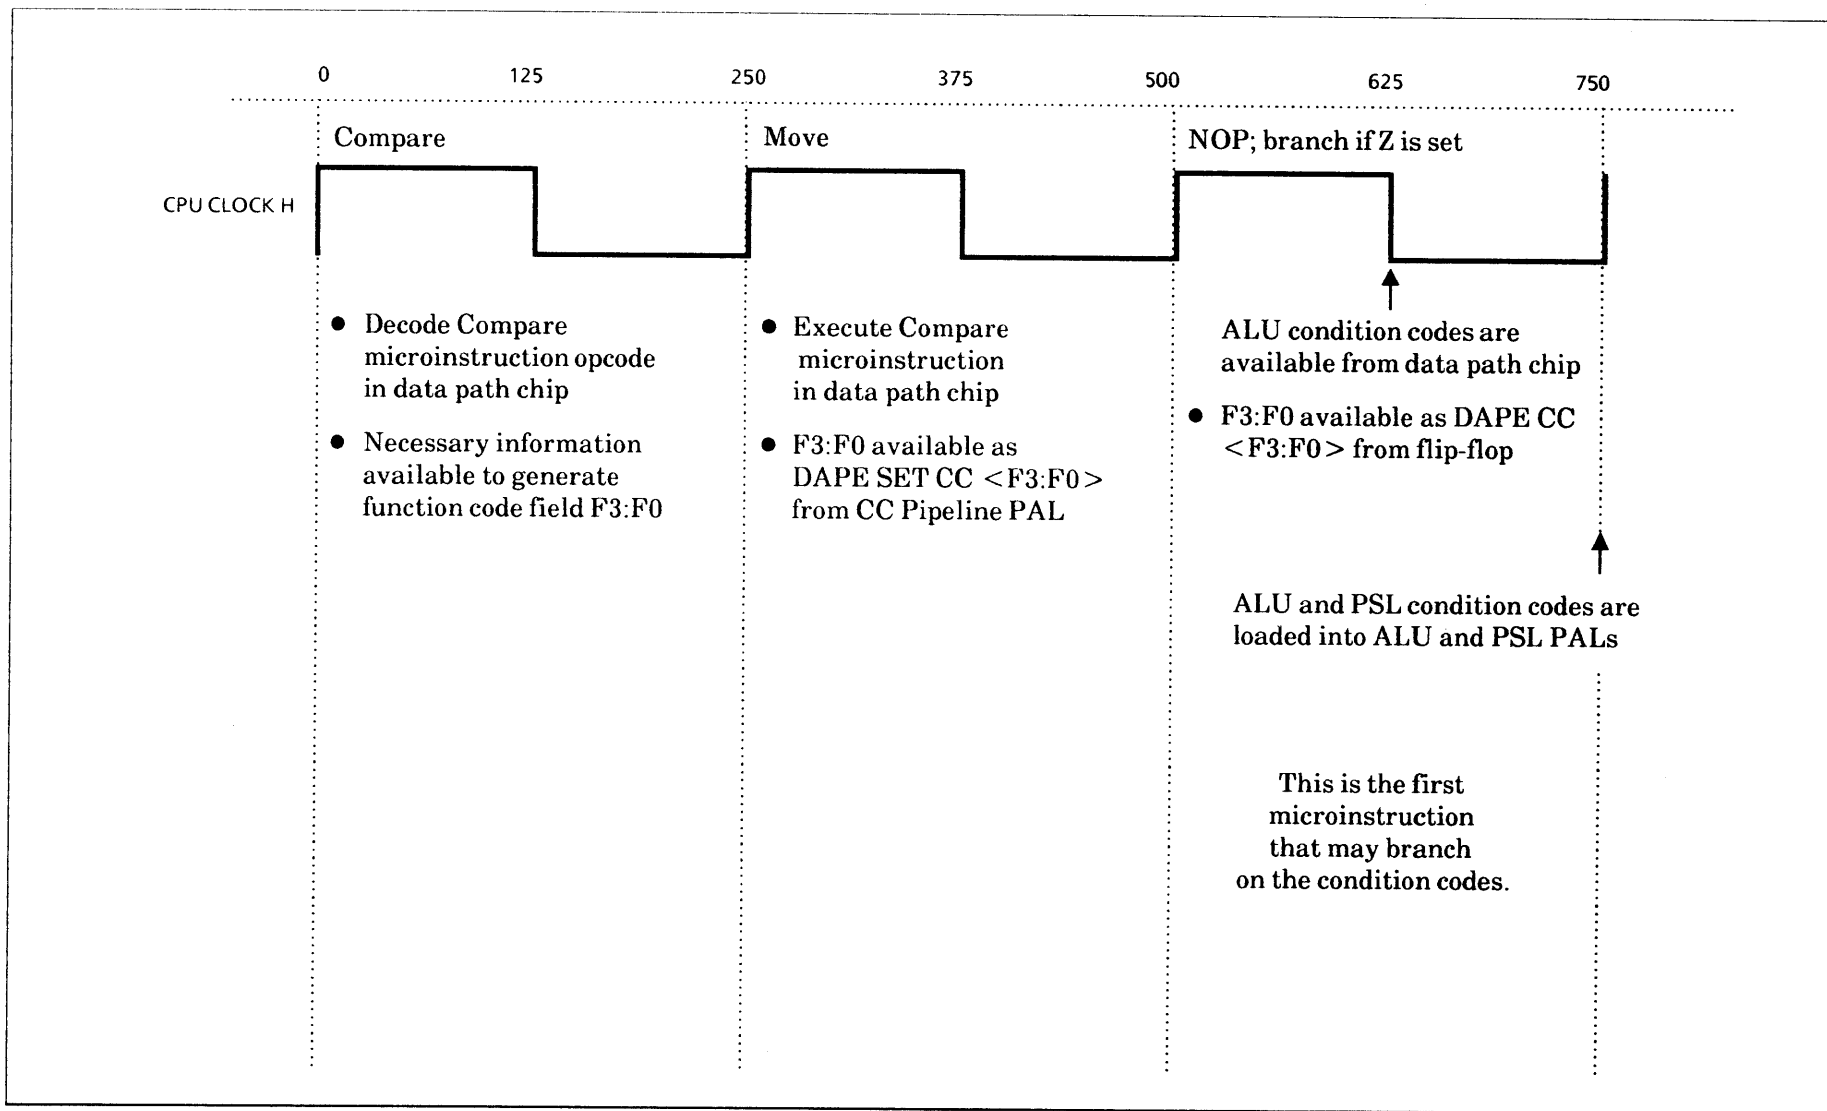 0 125 250 375 500 625 750
Compare
Move
NOP; branch if Z is set
CPU CLOCK H
● Decode Compare
microinstruction opcode
in data path chip
● Necessary information
available to generate
function code field F3:F0
● Execute Compare
microinstruction
in data path chip
● F3:F0 available as
DAPE SET CC <F3:F0>
from CC Pipeline PAL
ALU condition codes are
available from data path chip
● F3:F0 available as DAPE CC
<F3:F0> from flip-flop
ALU and PSL condition codes are
loaded into ALU and PSL PALs
This is the first
microinstruction
that may branch
on the condition codes.